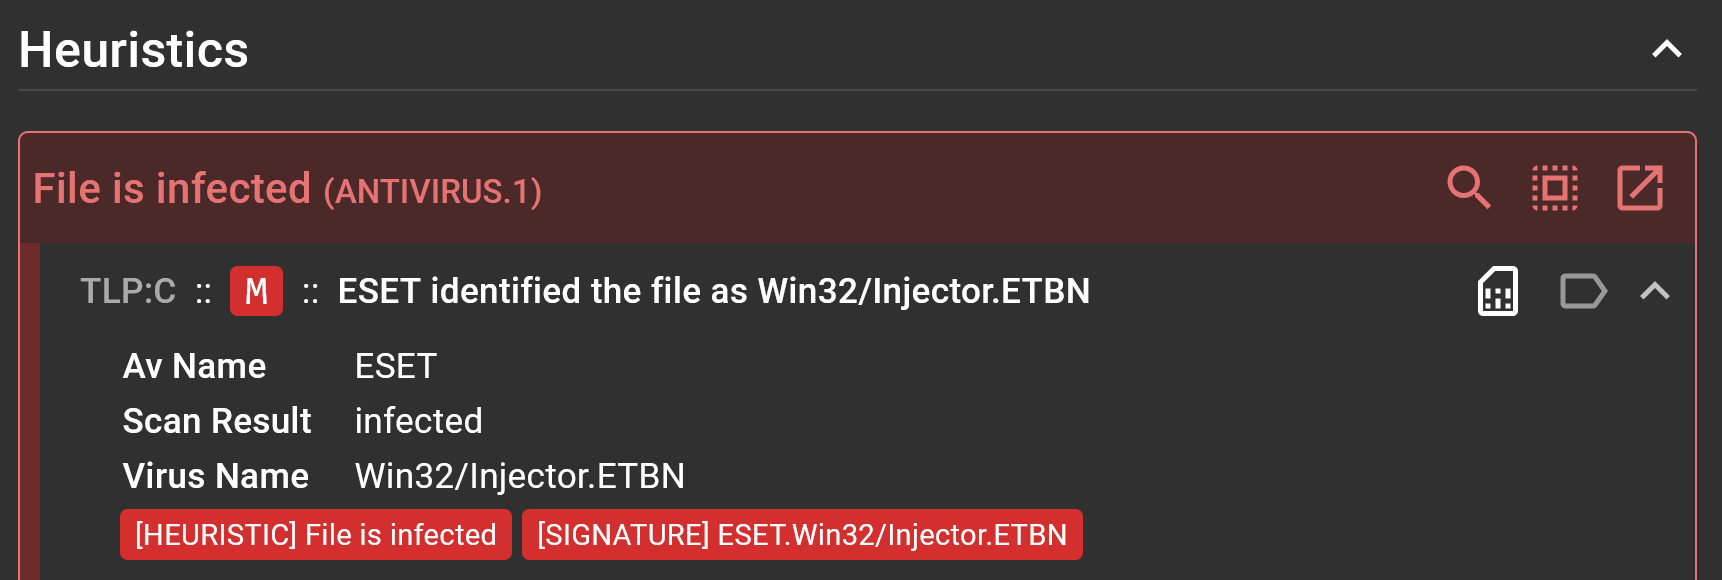 Heuristics
File is infected (ANTIVIRUS.1)
TLP:C :: M :: ESET identified the file as Win32/Injector.ETBN
Av Name ESET
Scan Result infected
Virus Name Win32/Injector.ETBN
[HEURISTIC] File is infected [SIGNATURE] ESET.Win32/Injector.ETBN